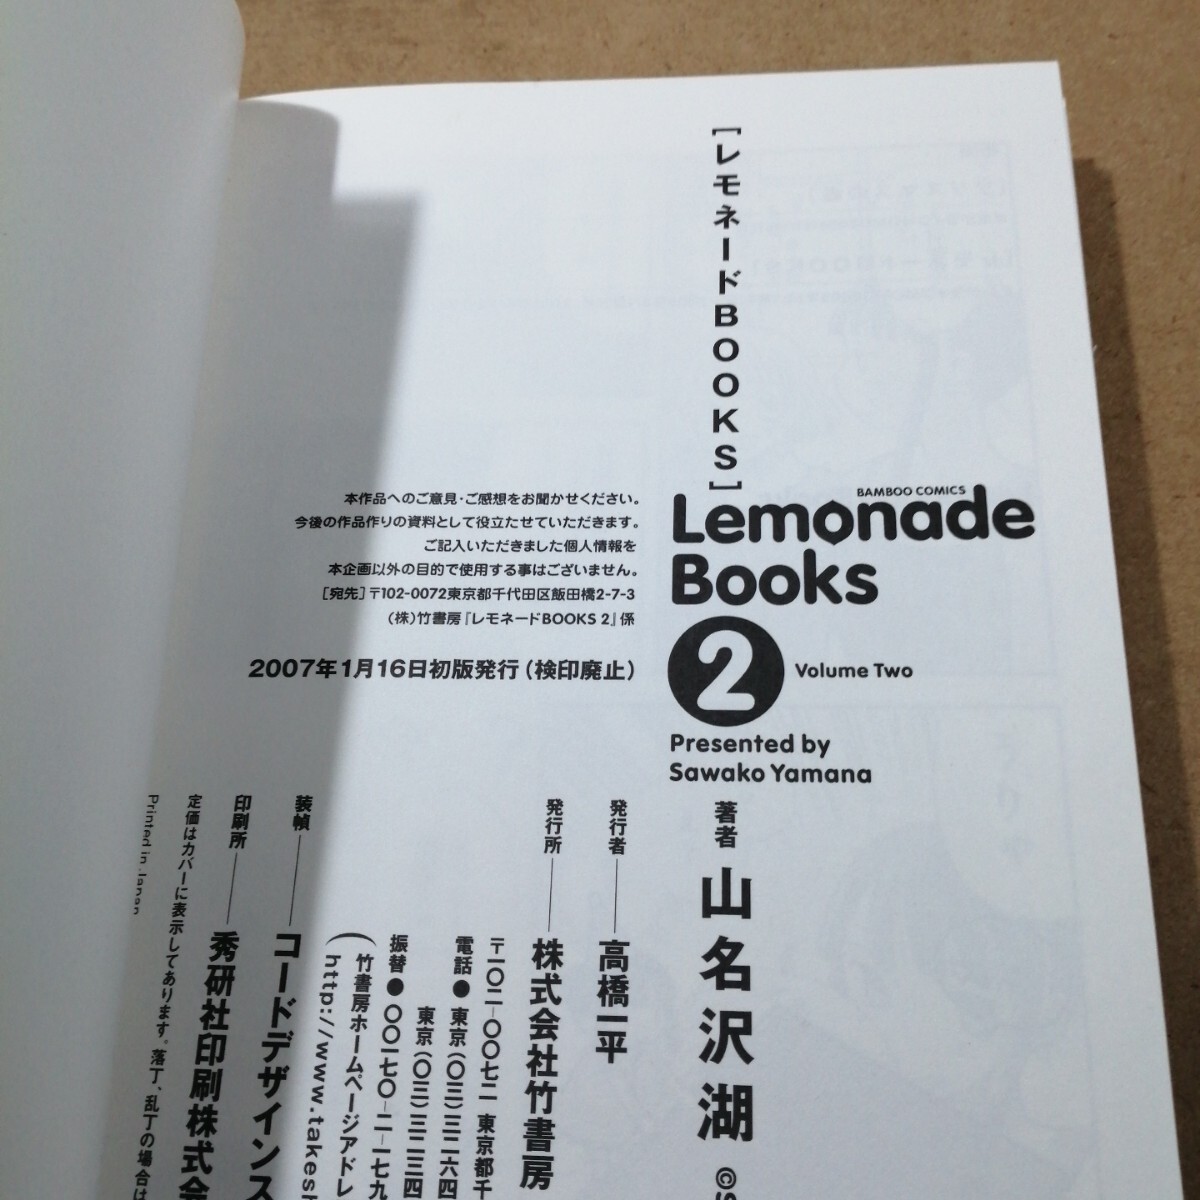 [レモネードBOOKS]
BAMBOO COMICS
Lemonade
Books
2 Volume Two
Presented by
Sawako Yamana
本作品へのご意見・ご感想をお聞かせください。
今後の作品作りの資料として役立たせていただきます。
ご記入いただきました個人情報を
本企画以外の目的で使用する事はございません。
[宛先]〒102-0072東京都千代田区飯田橋2-7-3
(株)竹書房『レモネードBOOKS 2』係
2007年1月16日初版発行(検印廃止)
著者 山名沢湖 ©S
発行者――高橋一平
発行所――株式会社竹書房
〒一〇二-〇〇七二 東京都千
電話● 東京(〇三)三二六四
東京(〇三)三二三四
振替●〇〇一七〇-二-一七九
(竹書房ホームページアドレ
http://www.takesh
装幀――コードデザインス
印刷所――秀研社印刷株式会
定価はカバーに表示してあります。落丁、乱丁の場合は
Printed in Japan